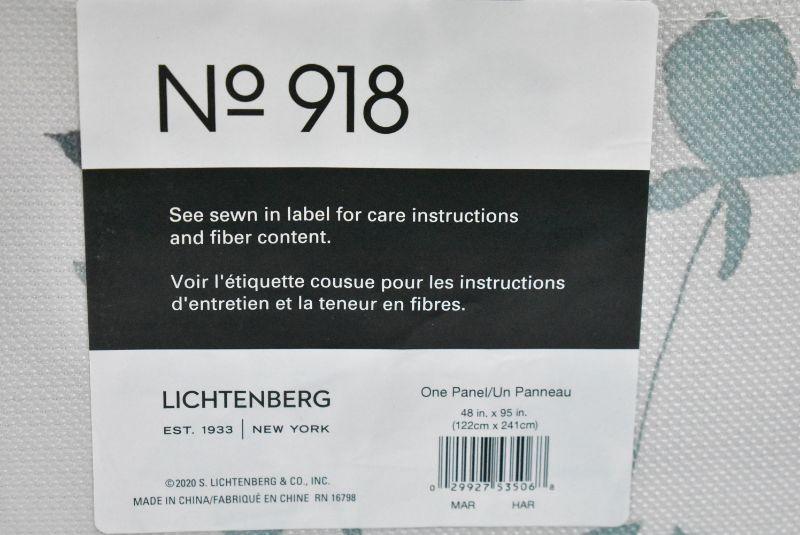 Nº 918
See sewn in label for care instructions
and fiber content.
Voir l'étiquette cousue pour les instructions
d'entretien et la teneur en fibres.
LICHTENBERG
EST. 1933 | NEW YORK
©2020 S. LICHTENBERG & CO., INC.
MADE IN CHINA/FABRIQUÉ EN CHINE RN 16798
One Panel/Un Panneau
48 in. x 95 in.
(122cm x 241cm)
0 29927 53506 8
MAR HAR